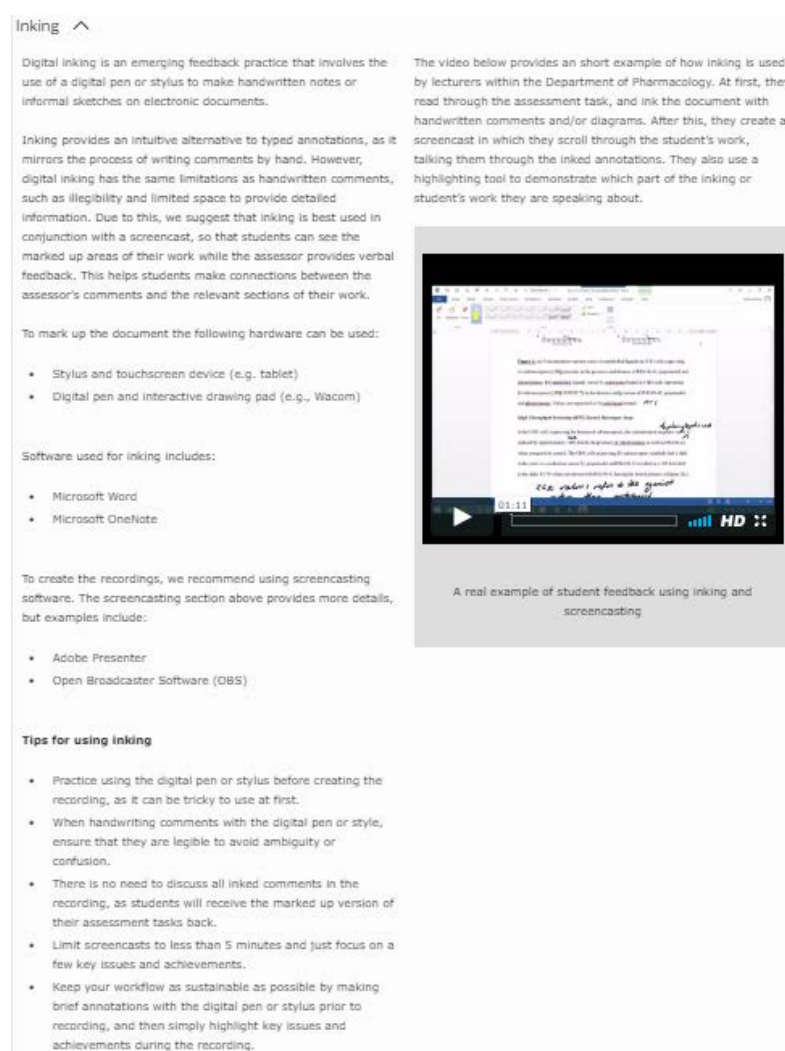 Inking
Digital inking is an emerging feedback practice that involves the
use of a digital pen or stylus to make handwritten notes or
informal sketches on electronic documents.
Inking provides an intuitive alternative to typed annotations, as it
mirrors the process of writing comments by hand. However,
digital inking has the same limitations as handwritten comments,
such as illegibility and limited space to provide detailed
information. Due to this, we suggest that inking is best used in
conjunction with a screencast, so that students can see the
marked up areas of their work while the assessor provides verbal
feedback. This helps students make connections between the
assessor's comments and the relevant sections of their work.
To mark up the document the following hardware can be used:
• Stylus and touchscreen device (e.g. tablet)
• Digital pen and interactive drawing pad (e.g., Wacom)
Software used for inking includes:
• Microsoft Word
• Microsoft OneNote
To create the recordings, we recommend using screencasting
software. The screencasting section above provides more details,
but examples include:
• Adobe Presenter
• Open Broadcaster Software (OBS)
Tips for using inking
• Practice using the digital pen or stylus before creating the
recording, as it can be tricky to use at first.
• When handwriting comments with the digital pen or style,
ensure that they are legible to avoid ambiguity or
confusion.
• There is no need to discuss all inked comments in the
recording, as students will receive the marked up version of
their assessment tasks back.
• Limit screencasts to less than 5 minutes and just focus on a
few key issues and achievements.
• Keep your workflow as sustainable as possible by making
brief annotations with the digital pen or stylus prior to
recording, and then simply highlight key issues and
achievements during the recording.
The video below provides an short example of how inking is used
by lecturers within the Department of Pharmacology. At first, they
read through the assessment task, and ink the document with
handwritten comments and/or diagrams. After this, they create a
screencast in which they scroll through the student's work,
talking them through the inked annotations. They also use a
highlighting tool to demonstrate which part of the inking or
student's work they are speaking about.
01:11
HD
A real example of student feedback using inking and
screencasting